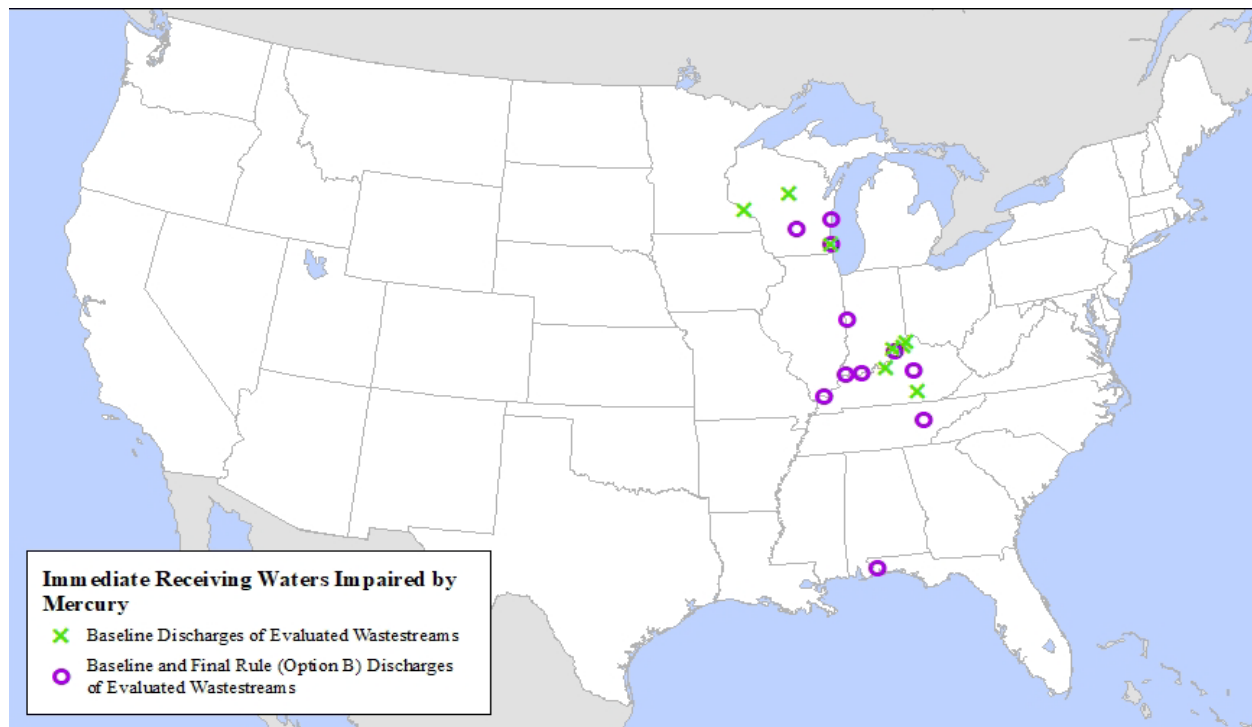 Immediate Receiving Waters Impaired by
Mercury
Baseline Discharges of Evaluated Wastestreams
Baseline and Final Rule (Option B) Discharges
of Evaluated Wastestreams